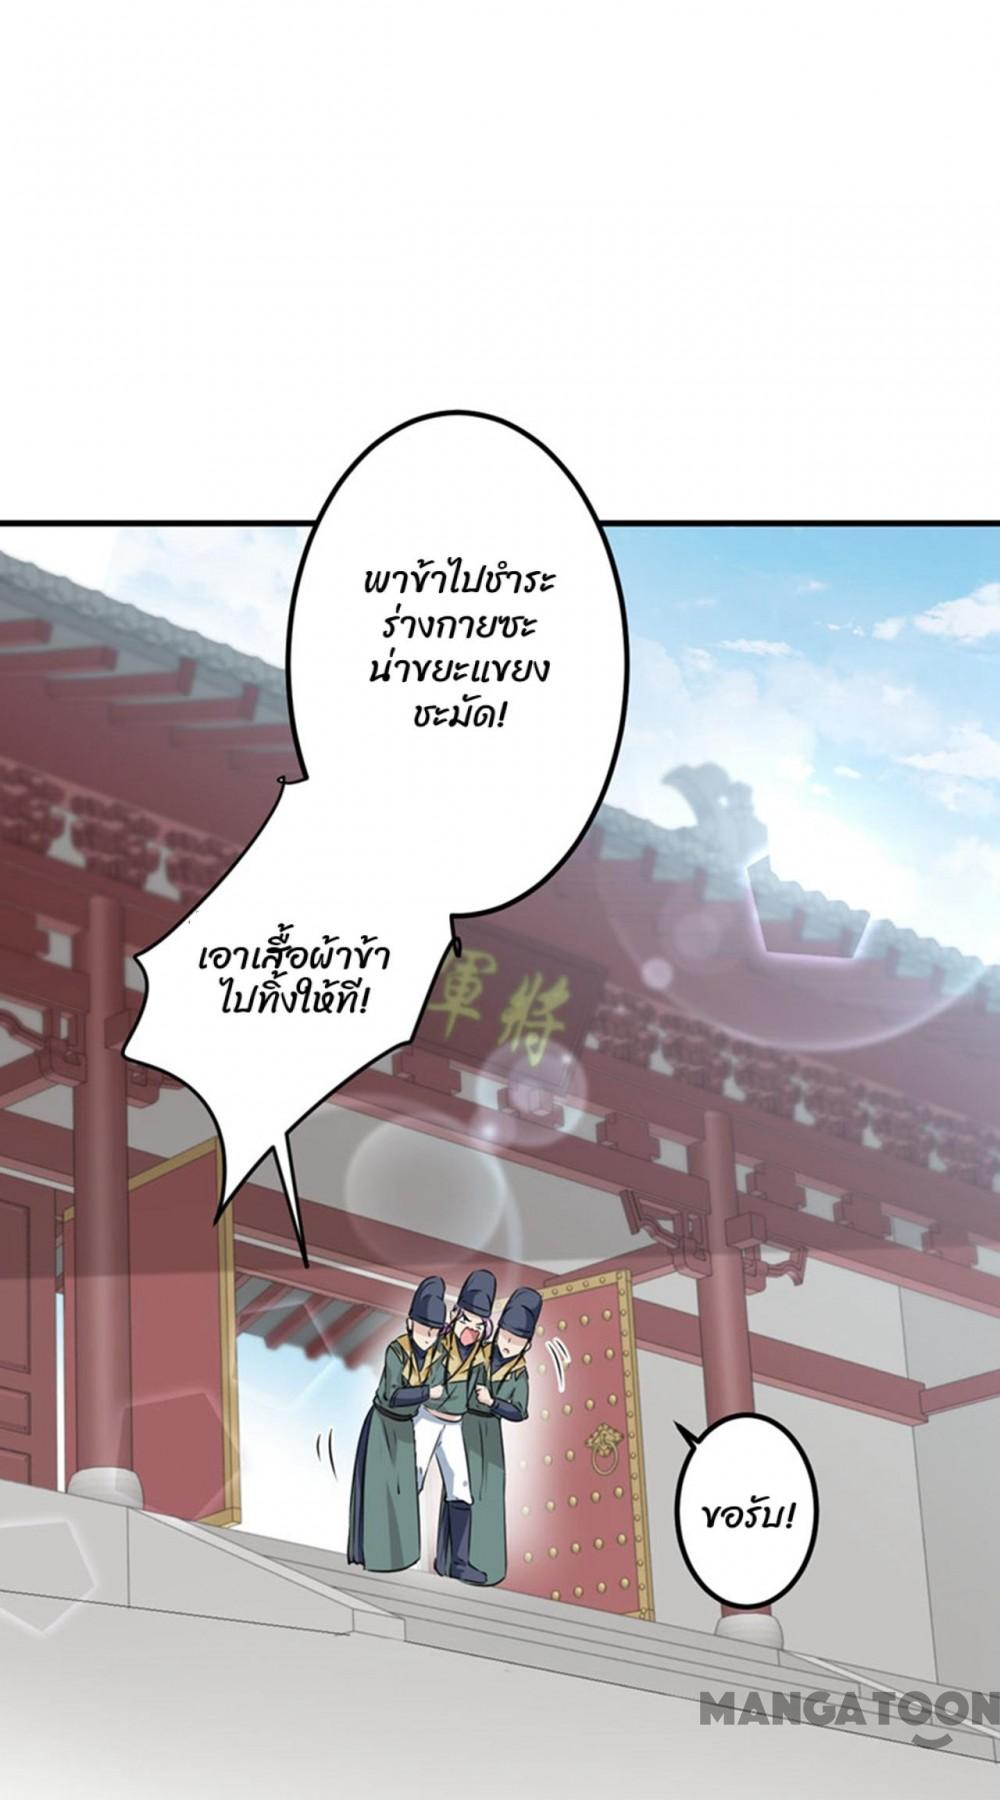 พาข้าไปชำระ
ร่างกายซะ
น่าขยะแขยง
ชะมัด!
เอาเสื้อผ้าข้า
ไปทิ้งให้ที!
軍將
ขอรับ!
MANGATOON